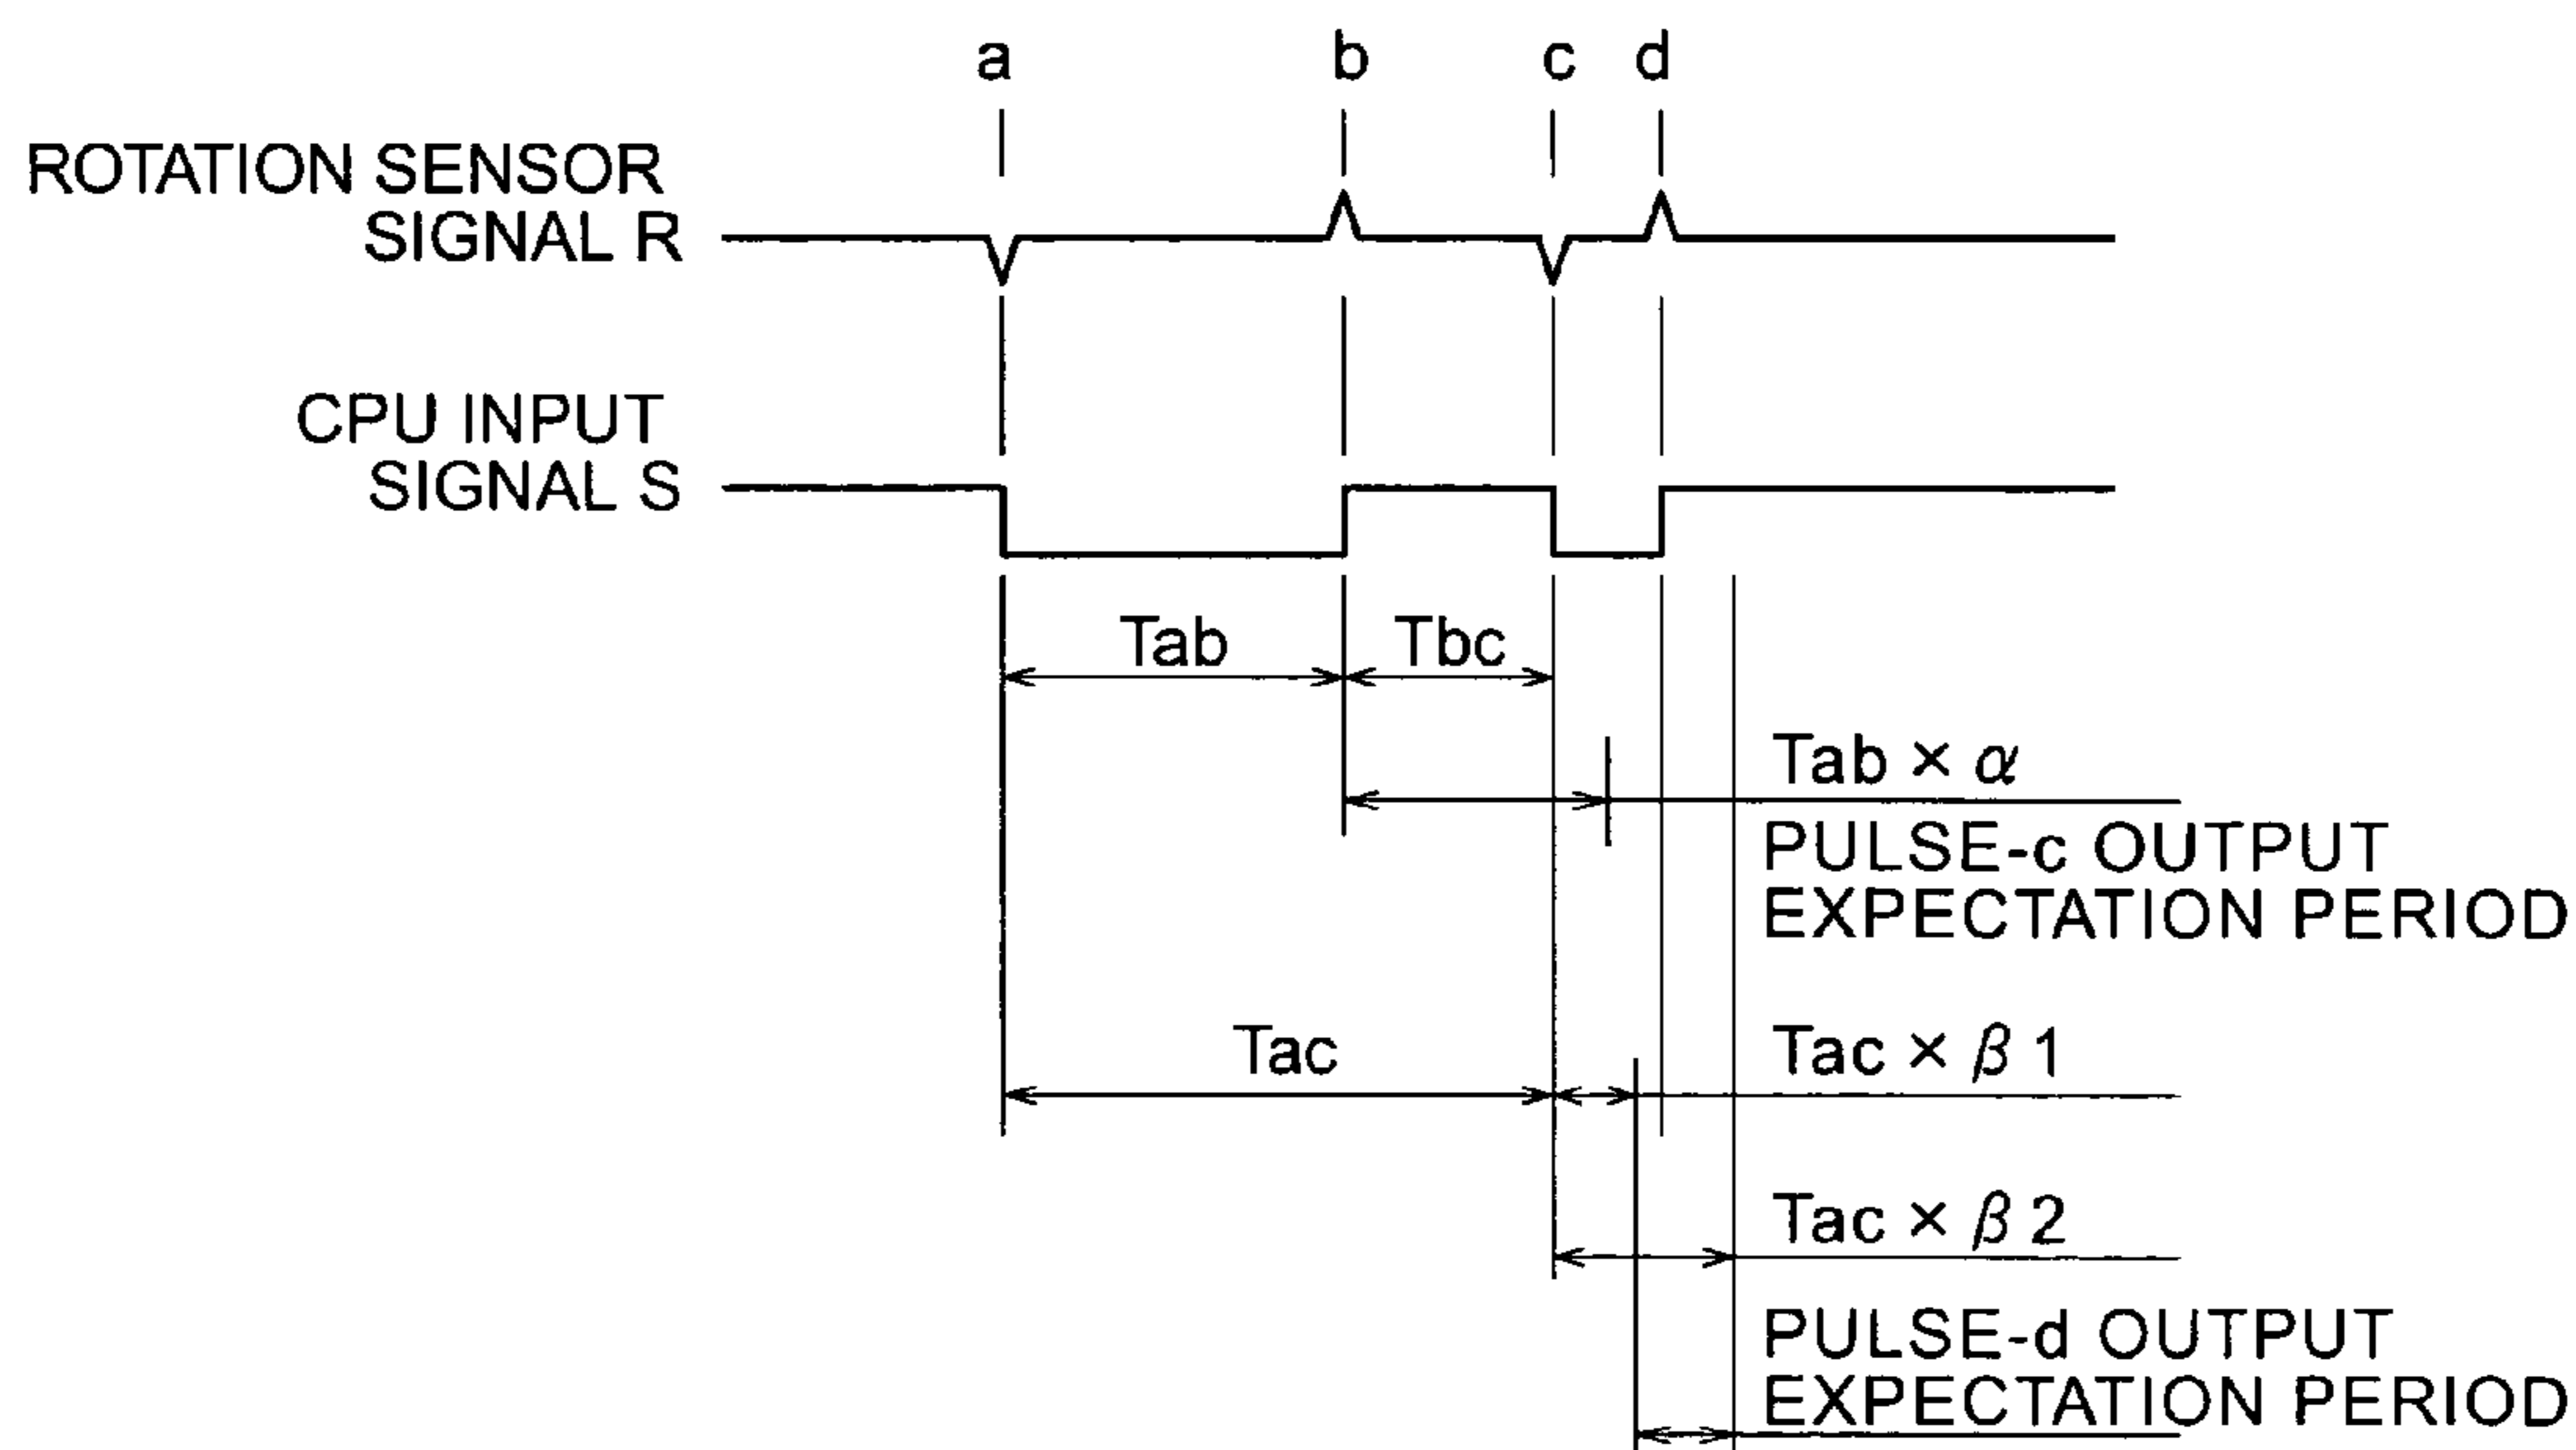 a b c d
ROTATION SENSOR
SIGNAL R
CPU INPUT
SIGNAL S
Tab Tbc
Tab × α
PULSE-c OUTPUT
EXPECTATION PERIOD
Tac Tac × β 1
Tac × β 2
PULSE-d OUTPUT
EXPECTATION PERIOD